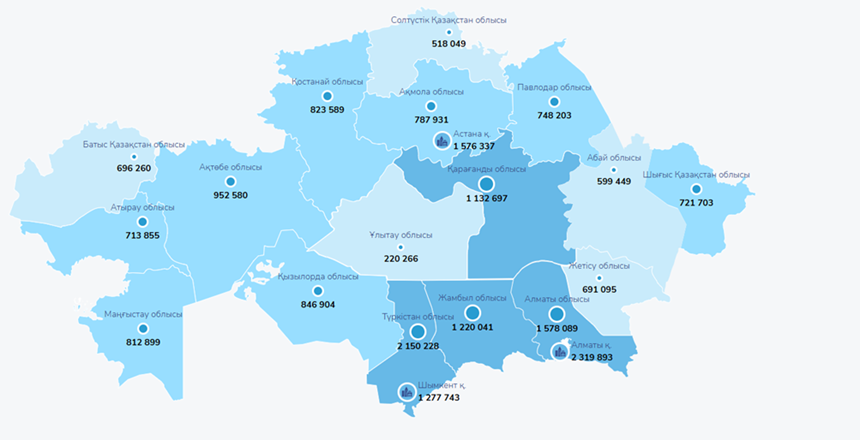 Солтүстік Қазақстан облысы
518 049
Қостанай облысы
823 589
Ақмола облысы
787 931
Павлодар облысы
748 203
Астана қ.
1 576 337
Батыс Қазақстан облысы
696 260
Ақтөбе облысы
952 580
Қарағанды облысы
1 132 697
Абай облысы
599 449
Шығыс Қазақстан облысы
721 703
Атырау облысы
713 855
Ұлытау облысы
220 266
Жетісу облысы
691 095
Қызылорда облысы
846 904
Маңғыстау облысы
812 899
Түркістан облысы
2 150 228
Жамбыл облысы
1 220 041
Алматы облысы
1 578 089
Алматы қ.
2 319 893
Шымкент қ.
1 277 743